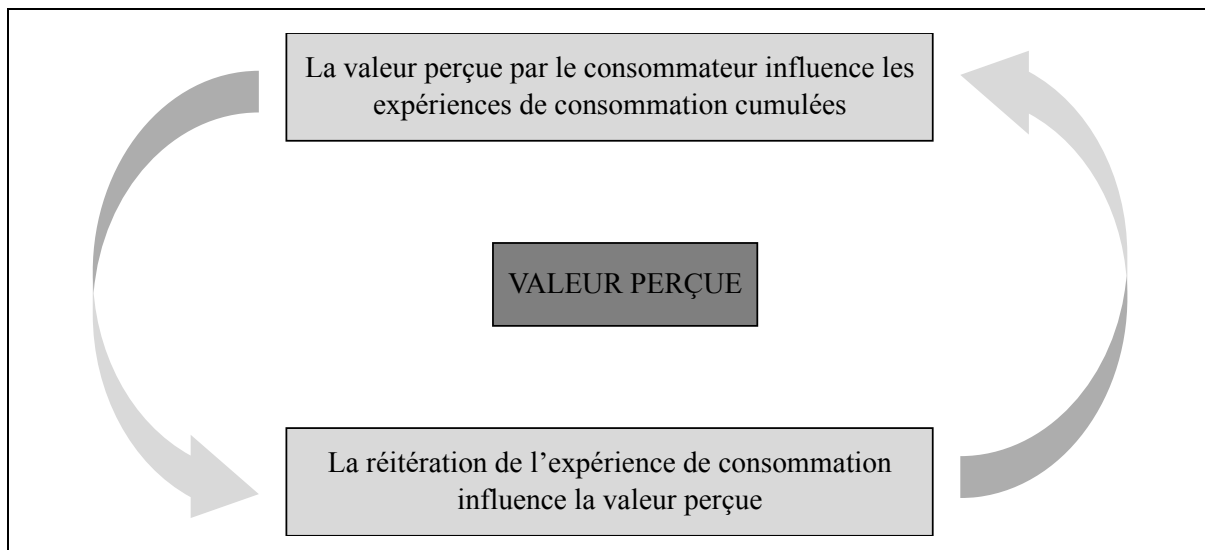 La valeur perçue par le consommateur influence les
expériences de consommation cumulées
VALEUR PERÇUE
La réitération de l’expérience de consommation
influence la valeur perçue